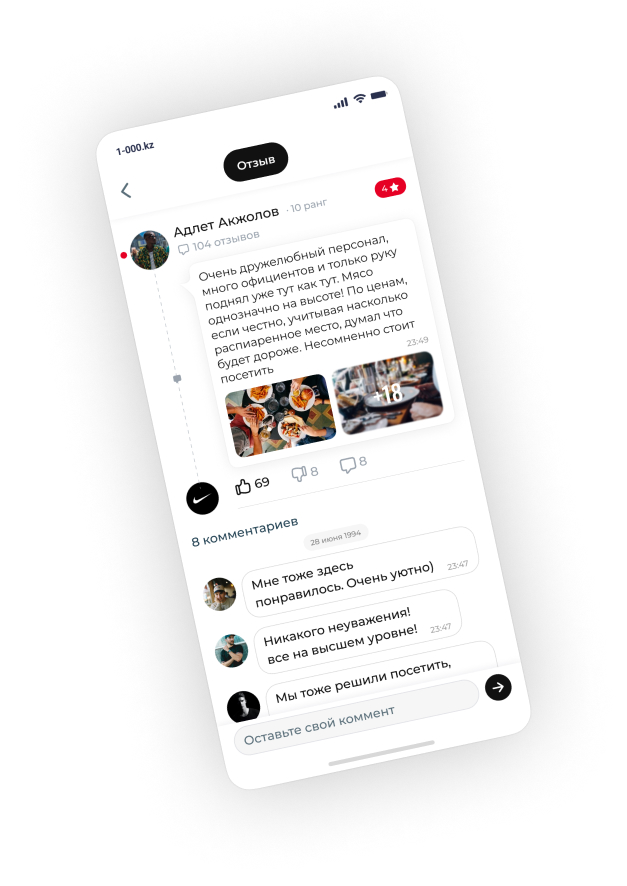 1-000.kz
Отзыв
Адлет Акжолов · 10 ранг
4
104 отзывов
Очень дружелюбный персонал,
много официентов и только руку
поднял уже тут как тут. Мясо
однозначно на высоте! По ценам,
если честно, учитывая насколько
распиаренное место, думал что
будет дороже. Несомненно стоит
посетить
23:49
+18
69
8
8
8 комментариев
28 июня 1994
Мне тоже здесь
понравилось. Очень уютно)
23:47
Никакого неуважения!
все на высшем уровне!
23:47
Мы тоже решили посетить,
Оставьте свой коммент